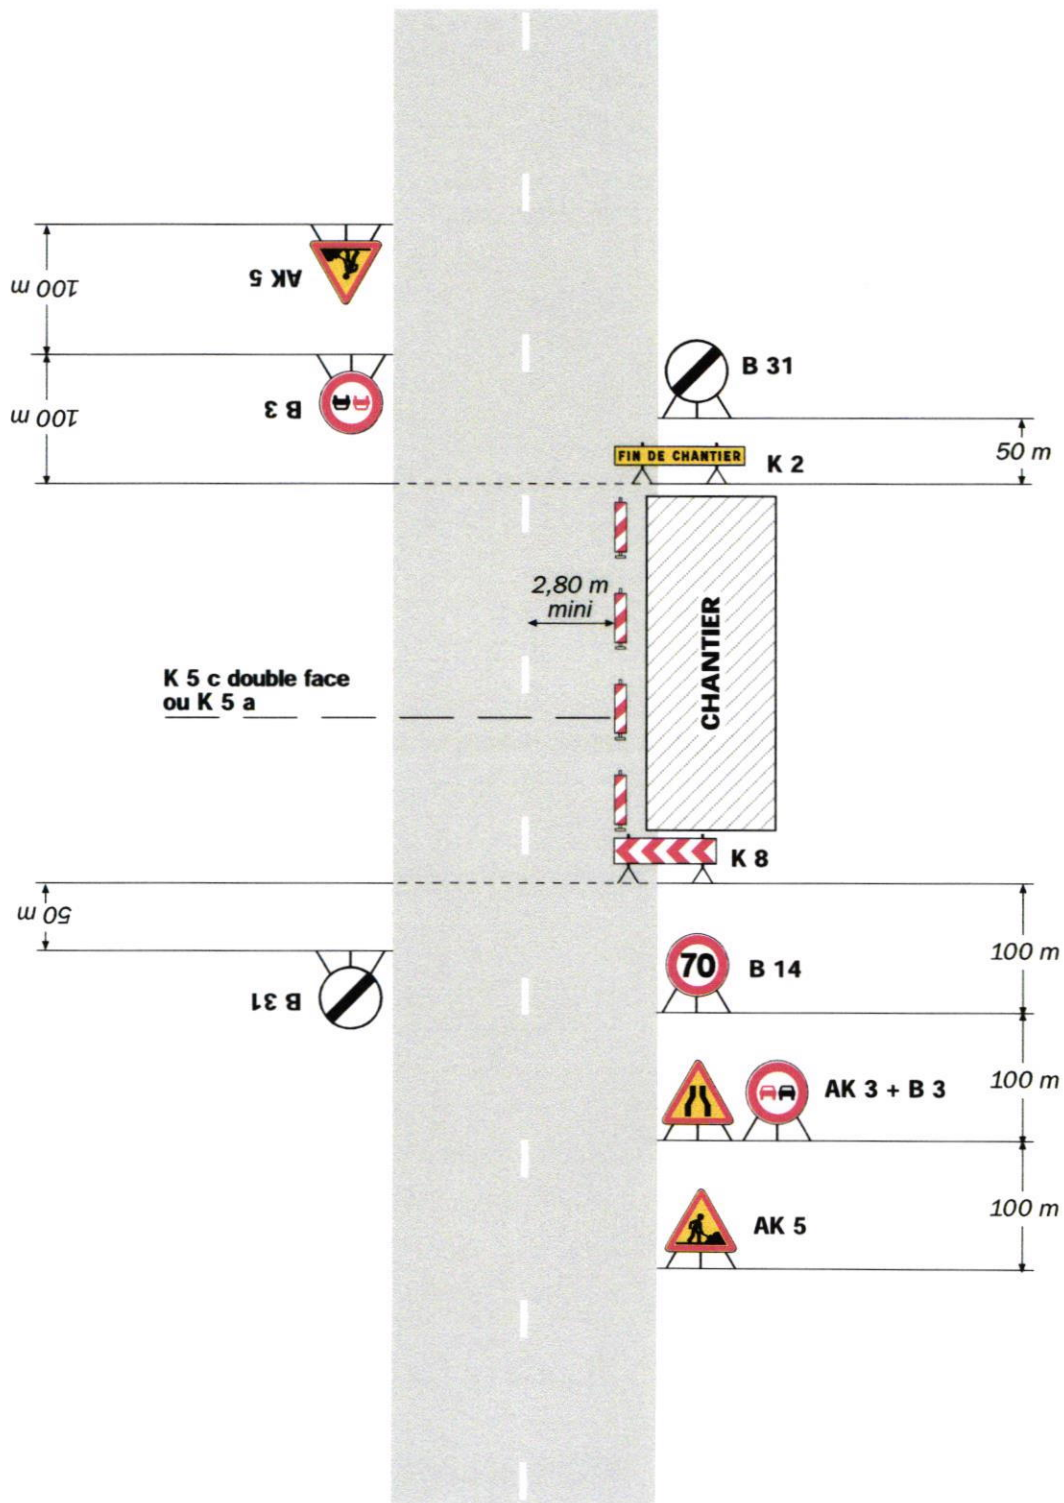 AK 5
100 m
B 3
100 m
B 31
50 m
FIN DE CHANTIER
K 2
2,80 m
mini
CHANTIER
K 5 c double face
ou K 5 a
K 8
50 m
B 31
70
B 14
100 m
AK 3 + B 3
100 m
AK 5
100 m